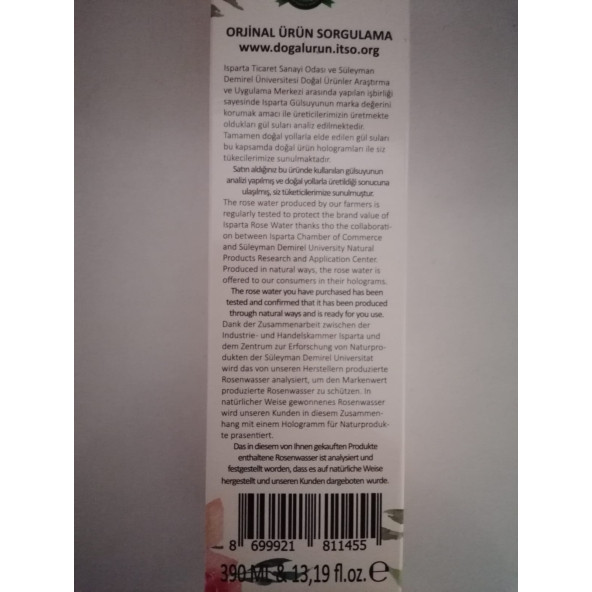 ORJİNAL ÜRÜN SORGULAMA
www.dogalurun.itso.org
Isparta Ticaret Sanayi Odası ve Süleyman
Demirel Üniversitesi Doğal Ürünler Araştırma
ve Uygulama Merkezi arasında yapılan işbirliği
sayesinde Isparta Gülsuyunun marka değerini
korumak amacı ile üreticilerimizin üretmekte
oldukları gül suları analiz edilmektedir.
Tamamen doğal yollarla elde edilen gül suları
bu kapsamda doğal ürün hologramları ile siz
tükecilerimize sunulmaktadır.
Satın aldığınız bu üründe kullanılan gülsuyunun
analizi yapılmış ve doğal yollarla üretildiği sonucuna
ulaşılmış, siz tüketicilerimize sunulmuştur.
The rose water produced by our farmers is
regularly tested to protect the brand value of
Isparta Rose Water thanks tho the collaborati-
on between Isparta Chamber of Commerce
and Süleyman Demirel University Natural
Products Research and Application Center.
Produced in natural ways, the rose water is
offered to our consumers in their holograms.
The rose water you have purchased has been
tested and confirmed that it has been produced
through natural ways and is ready for you use.
Dank der Zusammenarbeit zwischen der
Industrie- und Handelskammer Isparta und
dem Zentrum zur Erforschung von Naturpro-
dukten der Süleyman Demirel Universitat
wird das von unseren Herstellern produzierte
Rosenwasser analysiert, um den Markenwert
produzierte Rosenwasser zu schützen. In
natürlicher Weise gewonnenes Rosenwasser
wird unseren Kunden in diesem Zusammen-
hang mit einem Hologramm für Naturproduk-
te prasentiert.
Das in diesem von Ihnen gekauften Produkte
enthaltene Rosenwasser ist analysiert und
festgestellt worden, dass es auf natürliche Weise
hergestellt und unseren Kunden dargeboten wurde.
8 699921 811455
390 ML & 13,19 fl.oz. ℮